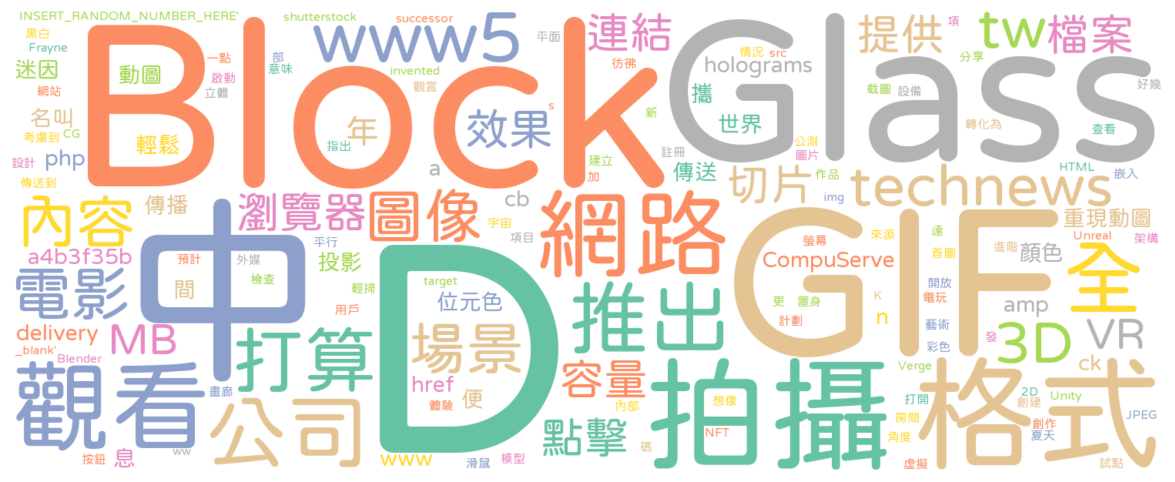 INSERT_RANDOM_NUMBER_HERE'
shutterstock
successor
www5
連結
提供
tw
檔案
項
黑白
Frayne
迷因
網站
動圖
一點
啟動
立體
部
意味
平面
彷彿
情況
src
holograms
分享
好幾
Block
Glass
invented
觀賞
效果
s
年
指出
名叫
考慮到
CG
輕鬆
設計
php
傳送到
攜
世界
新
截圖
設備
轉化為
公測
圖片
查看
註冊
建立
加
傳送
a
cb
切片
作品
img
technews
HTML
嵌入
內容
傳播
瀏覽器
圖像
網路
宇宙
項目
a4b3f35b
中
平行
外媒
檢查
預計
間
投影
輕掃
用戶
電影
D
target
位元色
場景
推出
GIF
螢幕
CompuServe
來源
達
首圖
進階
顏色
重現動圖
Unreal
架構
全
更
置身
計劃
K
n
開放
電玩
藝術
彩色
amp
3D
發
VR
ck
delivery
MB
_blank'
Blender
打算
觀看
畫廊
公司
href
體驗
便
容量
內部
點擊
拍攝
想像
NFT
碼
Verge
打開
房間
角度
虛擬
格式
2D
創建
Unity
創作
夏天
JPEG
試點
按鈕
息
ww
www
滑鼠
模型